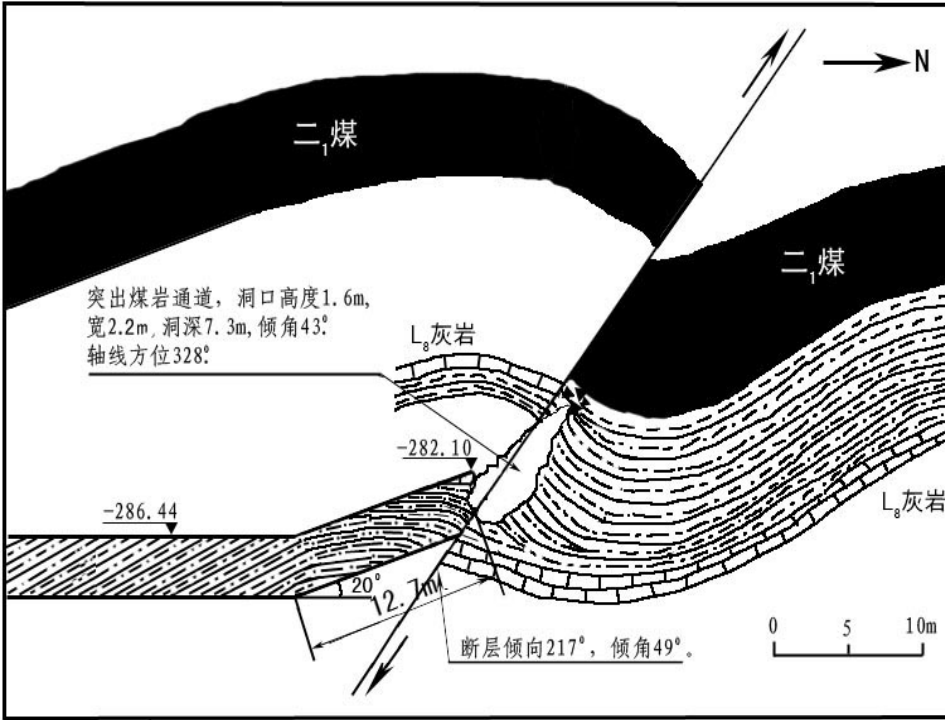 N
二₁煤
二₁煤
突出煤岩通道，洞口高度1.6m,
宽2.2m，洞深7.3m,倾角43°
轴线方位328°
L₈灰岩
-282.10
-286.44
L₈灰岩
20°
12.7m
断层倾向217°，倾角49°。
0 5 10m